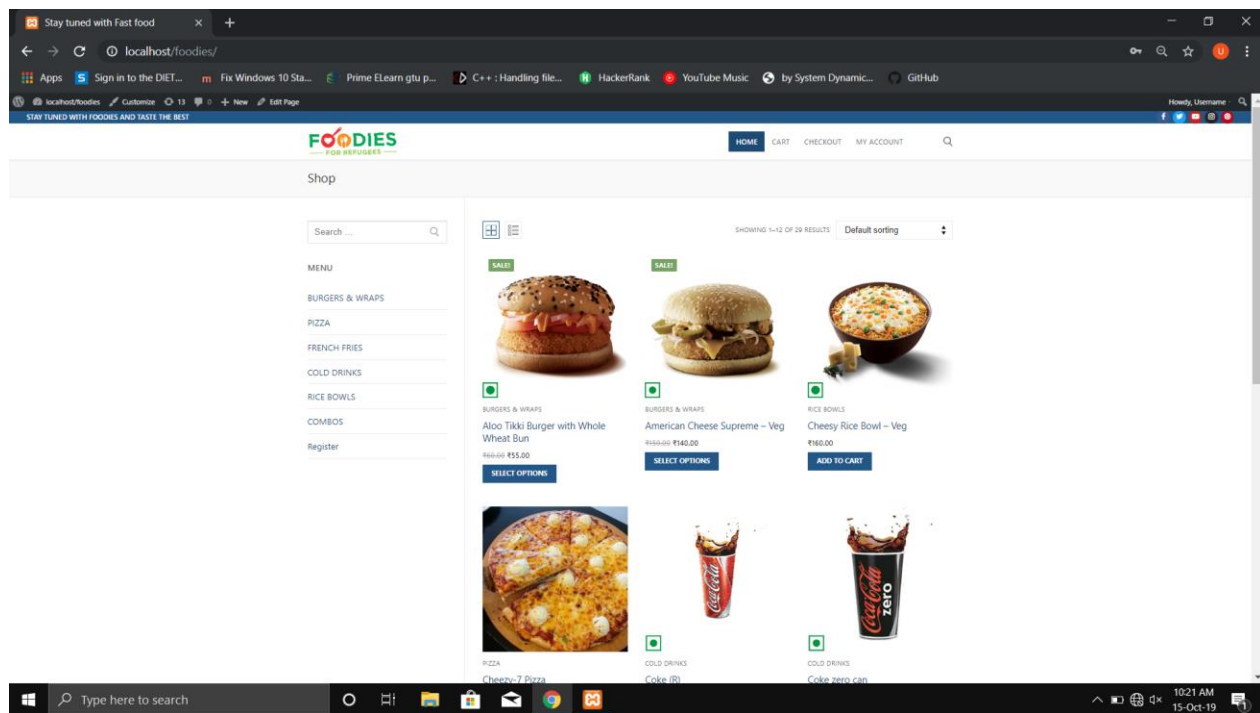 Stay tuned with Fast food
localhost/foodies/
Apps Sign in to the DIET... Fix Windows 10 Sta... Prime ELearn gtu p... C++ : Handling file... HackerRank YouTube Music by System Dynamic... GitHub
localhost/foodies Customize 13 0 New Edit Page Howdy, Username
STAY TUNED WITH FOODIES AND TASTE THE BEST
FOODIES
FOR REFUGEES
HOME CART CHECKOUT MY ACCOUNT
Shop
Search ...
SHOWING 1–12 OF 29 RESULTS Default sorting
MENU
BURGERS & WRAPS
PIZZA
FRENCH FRIES
COLD DRINKS
RICE BOWLS
COMBOS
Register
SALE!
BURGERS & WRAPS
Aloo Tikki Burger with Whole
Wheat Bun
₹60.00 ₹55.00
SELECT OPTIONS
SALE!
BURGERS & WRAPS
American Cheese Supreme – Veg
₹150.00 ₹140.00
SELECT OPTIONS
RICE BOWLS
Cheesy Rice Bowl – Veg
₹160.00
ADD TO CART
PIZZA
Cheezy-7 Pizza
Coca-Cola
COLD DRINKS
Coke (R)
Coca-Cola
zero
COLD DRINKS
Coke zero can
Type here to search
10:21 AM
15-Oct-19